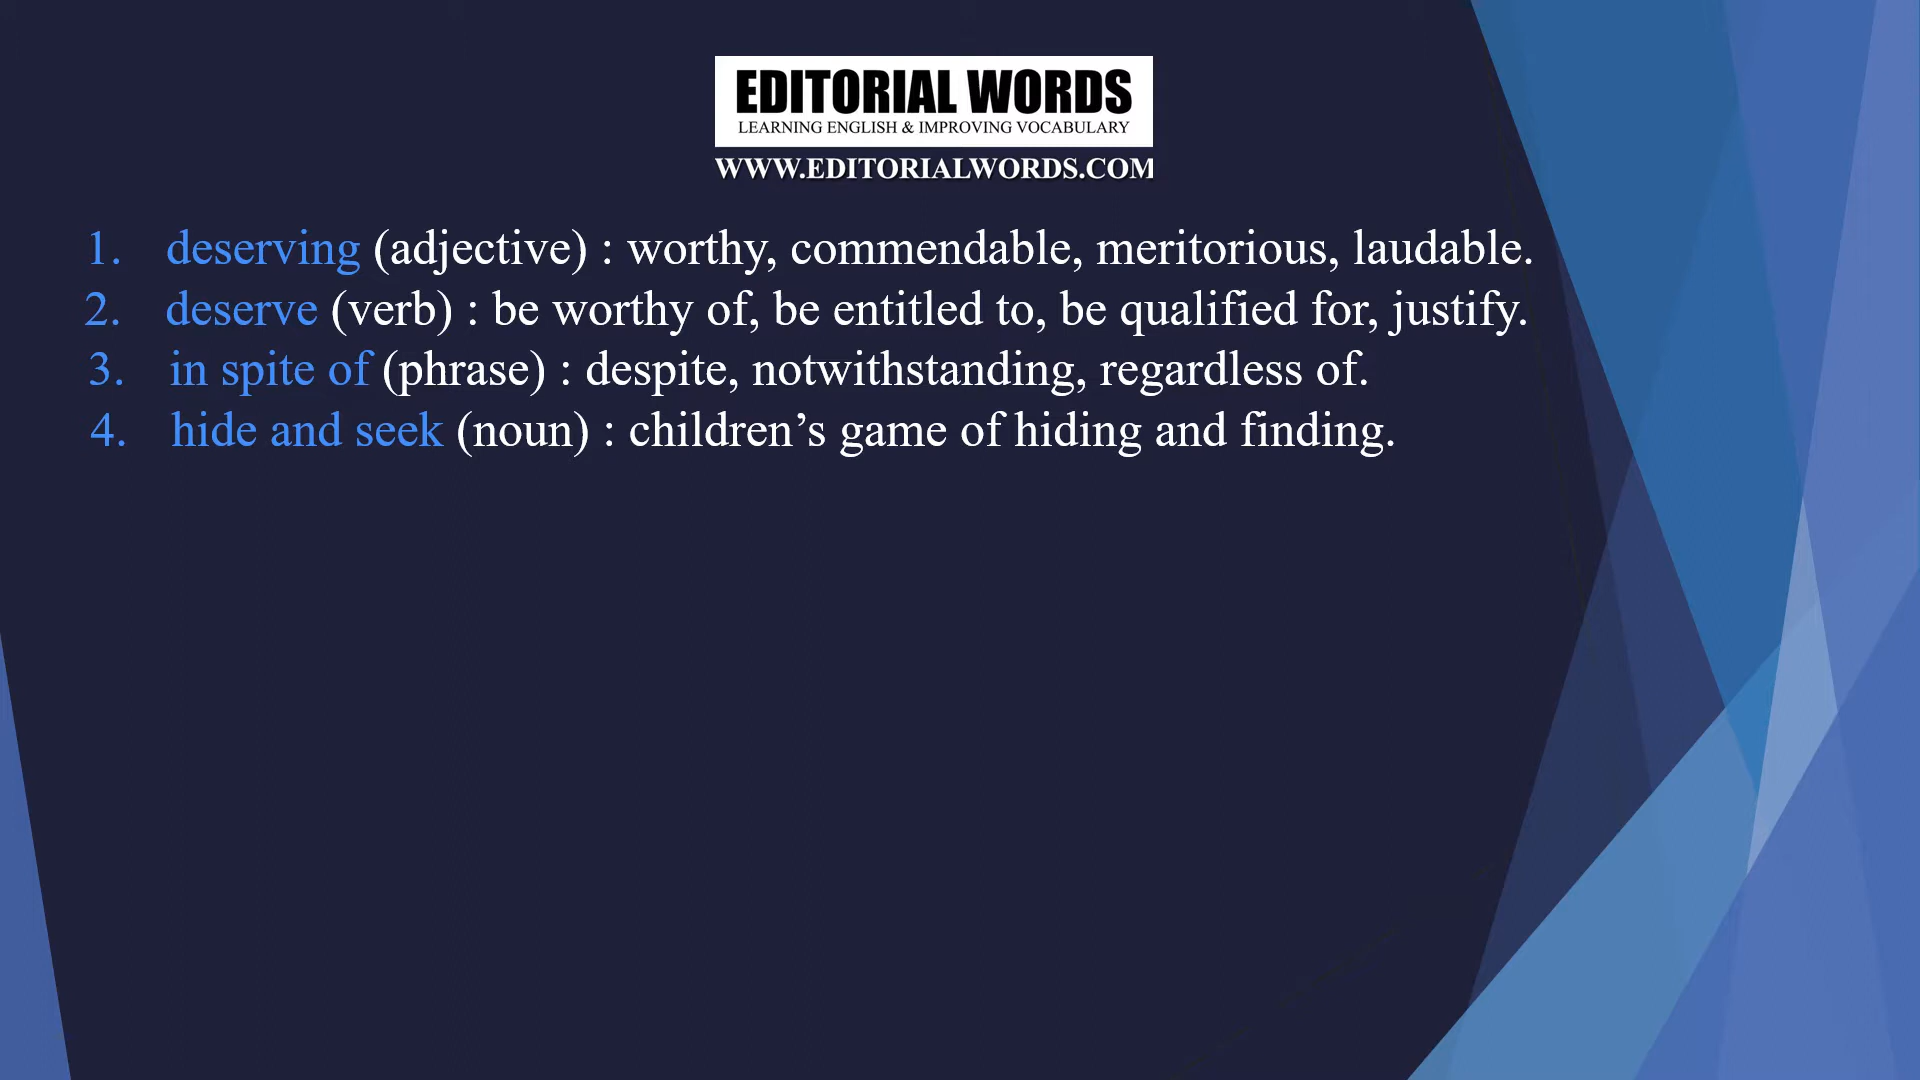 EDITORIAL WORDS
LEARNING ENGLISH & IMPROVING VOCABULARY
WWW.EDITORIALWORDS.COM
1. deserving (adjective) : worthy, commendable, meritorious, laudable.
2. deserve (verb) : be worthy of, be entitled to, be qualified for, justify.
3. in spite of (phrase) : despite, notwithstanding, regardless of.
4. hide and seek (noun) : children’s game of hiding and finding.